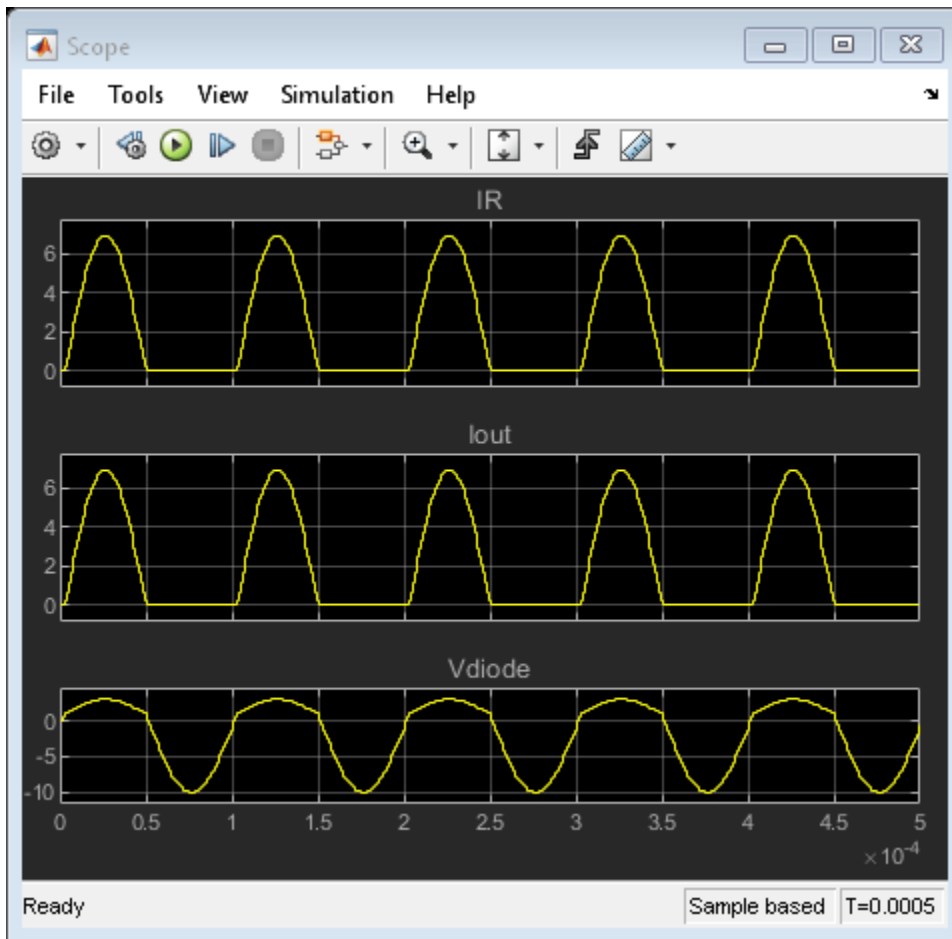 Scope
File Tools View Simulation Help
IR
6
4
2
0
Iout
6
4
2
0
Vdiode
0
-5
-10
0 0.5 1 1.5 2 2.5 3 3.5 4 4.5 5
×10-4
Ready Sample based T=0.0005